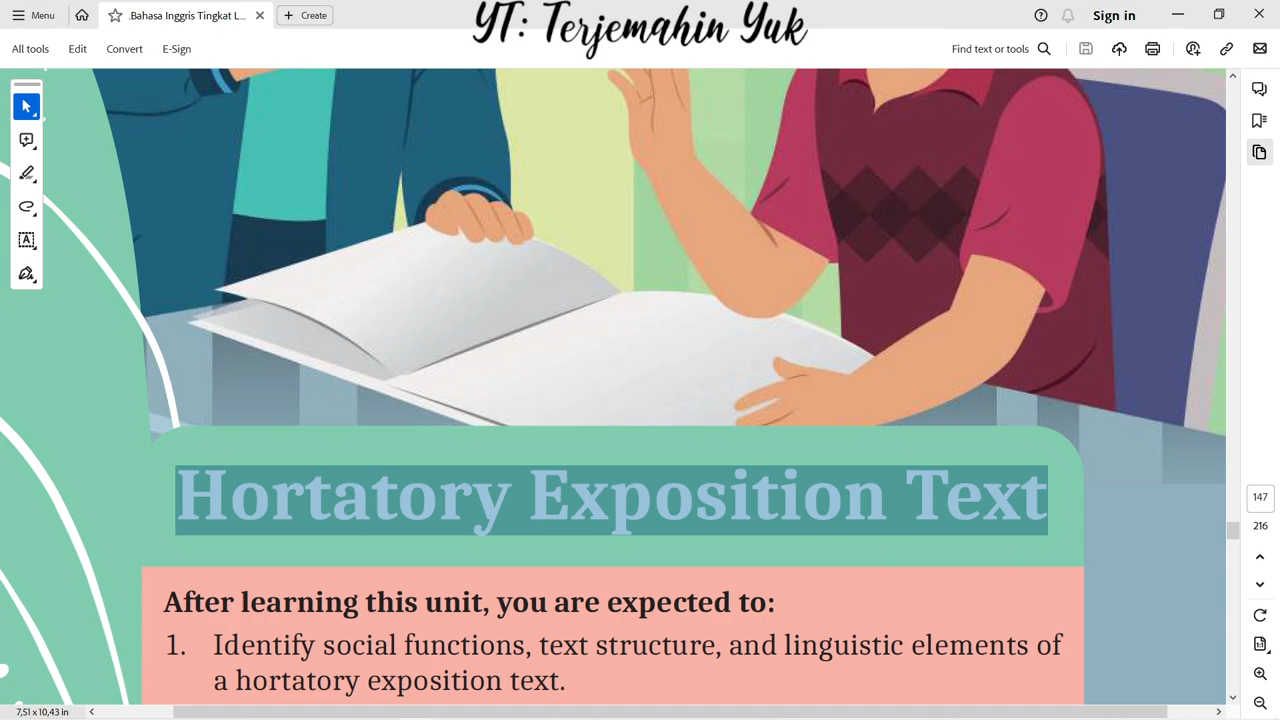 Menu
.Bahasa Inggris Tingkat L...
Create
YT: Terjemahin Yuk
Sign in
All tools
Edit
Convert
E-Sign
Find text or tools
Hortatory Exposition Text
After learning this unit, you are expected to:
1. Identify social functions, text structure, and linguistic elements of
a hortatory exposition text.
147
216
7,51 x 10,43 in